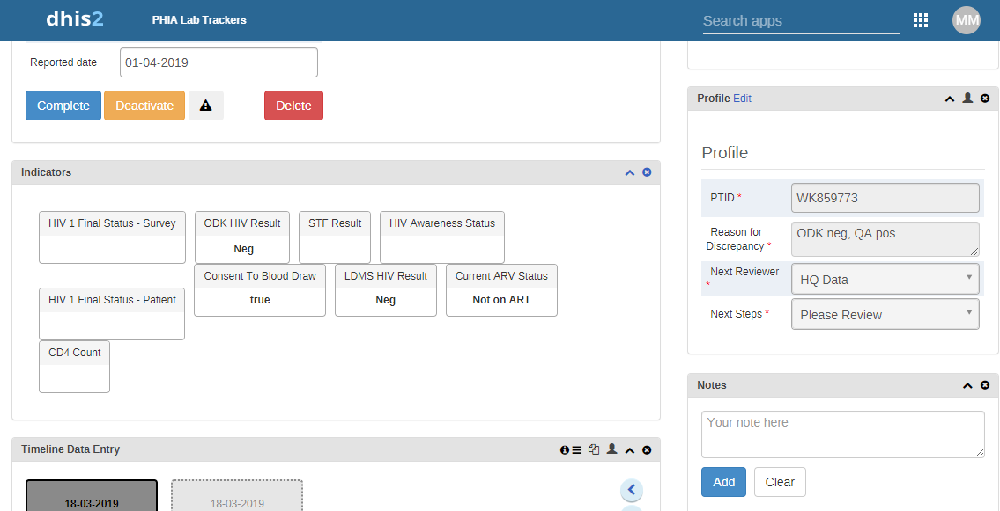 dhis2
PHIA Lab Trackers
Search apps
MM
Reported date
01-04-2019
Complete
Deactivate
Delete
Indicators
HIV 1 Final Status - Survey
ODK HIV Result
Neg
STF Result
HIV Awareness Status
HIV 1 Final Status - Patient
Consent To Blood Draw
true
LDMS HIV Result
Neg
Current ARV Status
Not on ART
CD4 Count
Timeline Data Entry
18-03-2019
18-03-2019
Profile Edit
Profile
PTID *
WK859773
Reason for
Discrepancy *
ODK neg, QA pos
Next Reviewer
*
HQ Data
Next Steps *
Please Review
Notes
Your note here
Add
Clear